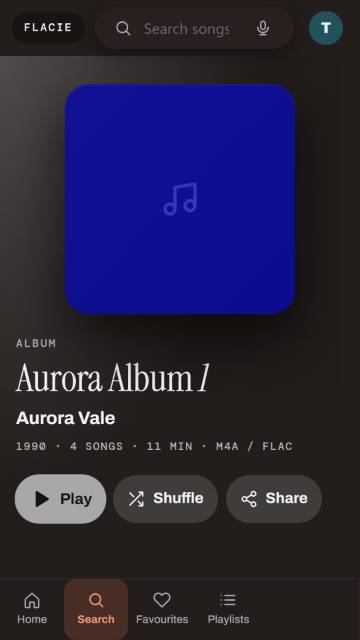 FLACIE
Search songs
T
ALBUM
Aurora Album 1
Aurora Vale
1990 · 4 SONGS · 11 MIN · M4A / FLAC
Play
Shuffle
Share
Home
Search
Favourites
Playlists